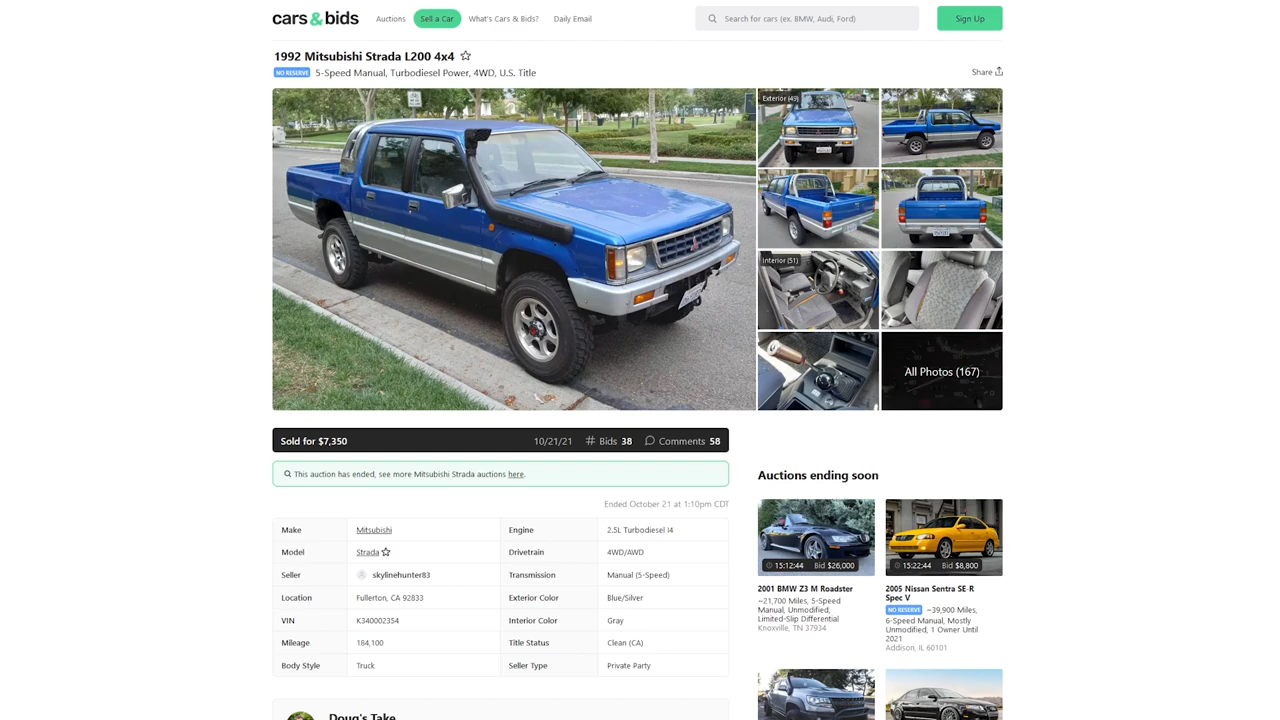 cars&bids
Auctions
Sell a Car
What's Cars & Bids?
Daily Email
Search for cars (ex. BMW, Audi, Ford)
Sign Up
1992 Mitsubishi Strada L200 4x4
NO RESERVE 5-Speed Manual, Turbodiesel Power, 4WD, U.S. Title
Share
Exterior (49)
Interior (51)
All Photos (167)
Sold for $7,350
10/21/21
# Bids 38
Comments 58
This auction has ended, see more Mitsubishi Strada auctions here.
Ended October 21 at 1:10pm CDT
Make Mitsubishi Engine 2.5L Turbodiesel I4
Model Strada Drivetrain 4WD/AWD
Seller skylinehunter83 Transmission Manual (5-Speed)
Location Fullerton, CA 92833 Exterior Color Blue/Silver
VIN K340002354 Interior Color Gray
Mileage 184,100 Title Status Clean (CA)
Body Style Truck Seller Type Private Party
Doug's Take
Auctions ending soon
15:12:44 Bid $26,000
2001 BMW Z3 M Roadster
~21,700 Miles, 5-Speed
Manual, Unmodified,
Limited-Slip Differential
Knoxville, TN 37934
15:22:44 Bid $8,800
2005 Nissan Sentra SE-R
Spec V
NO RESERVE ~39,900 Miles,
6-Speed Manual, Mostly
Unmodified, 1 Owner Until
2021
Addison, IL 60101